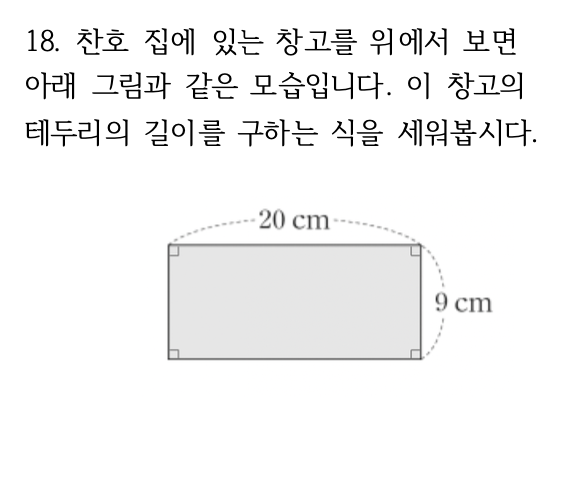 18. 찬호 집에 있는 창고를 위에서 보면
아래 그림과 같은 모습입니다. 이 창고의
테두리의 길이를 구하는 식을 세워봅시다.
20 cm
9 cm